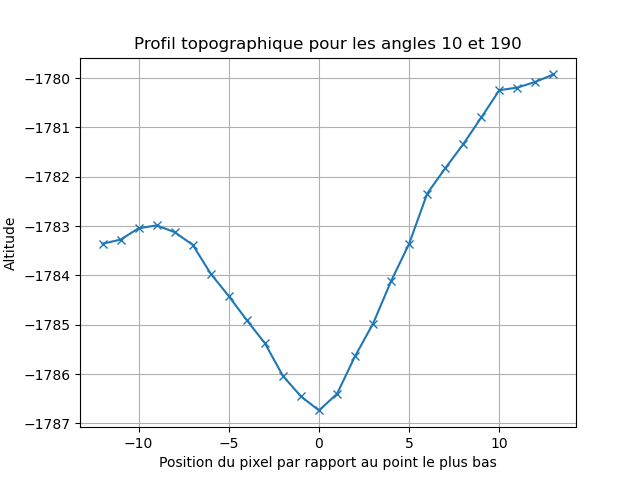 Profil topographique pour les angles 10 et 190
−1780
−1781
−1782
−1783
−1784
−1785
−1786
−1787
Altitude
−10 −5 0 5 10
Position du pixel par rapport au point le plus bas